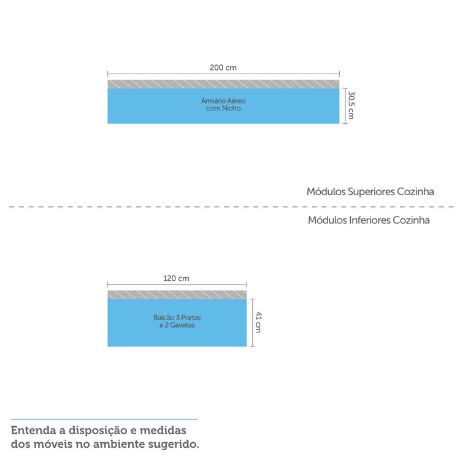 200 cm
Armário Aéreo
com Nicho
30,5 cm
Módulos Superiores Cozinha
Módulos Inferiores Cozinha
120 cm
Balcão 3 Portas
e 2 Gavetas
41 cm
Entenda a disposição e medidas
dos móveis no ambiente sugerido.